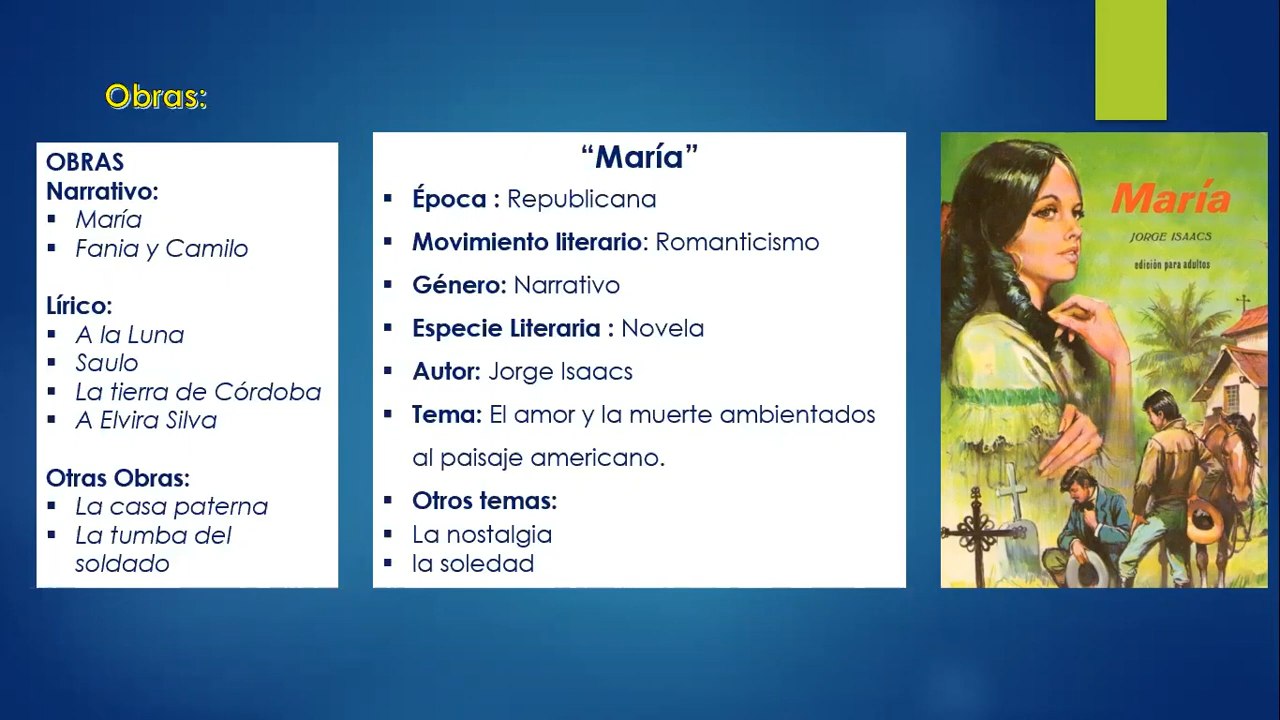 Obras:
OBRAS
Narrativo:
▪ María
▪ Fania y Camilo
Lírico:
▪ A la Luna
▪ Saulo
▪ La tierra de Córdoba
▪ A Elvira Silva
Otras Obras:
▪ La casa paterna
▪ La tumba del
soldado
“María”
▪ Época : Republicana
▪ Movimiento literario: Romanticismo
▪ Género: Narrativo
▪ Especie Literaria : Novela
▪ Autor: Jorge Isaacs
▪ Tema: El amor y la muerte ambientados
al paisaje americano.
▪ Otros temas:
▪ La nostalgia
▪ la soledad
María
JORGE ISAACS
edición para adultos